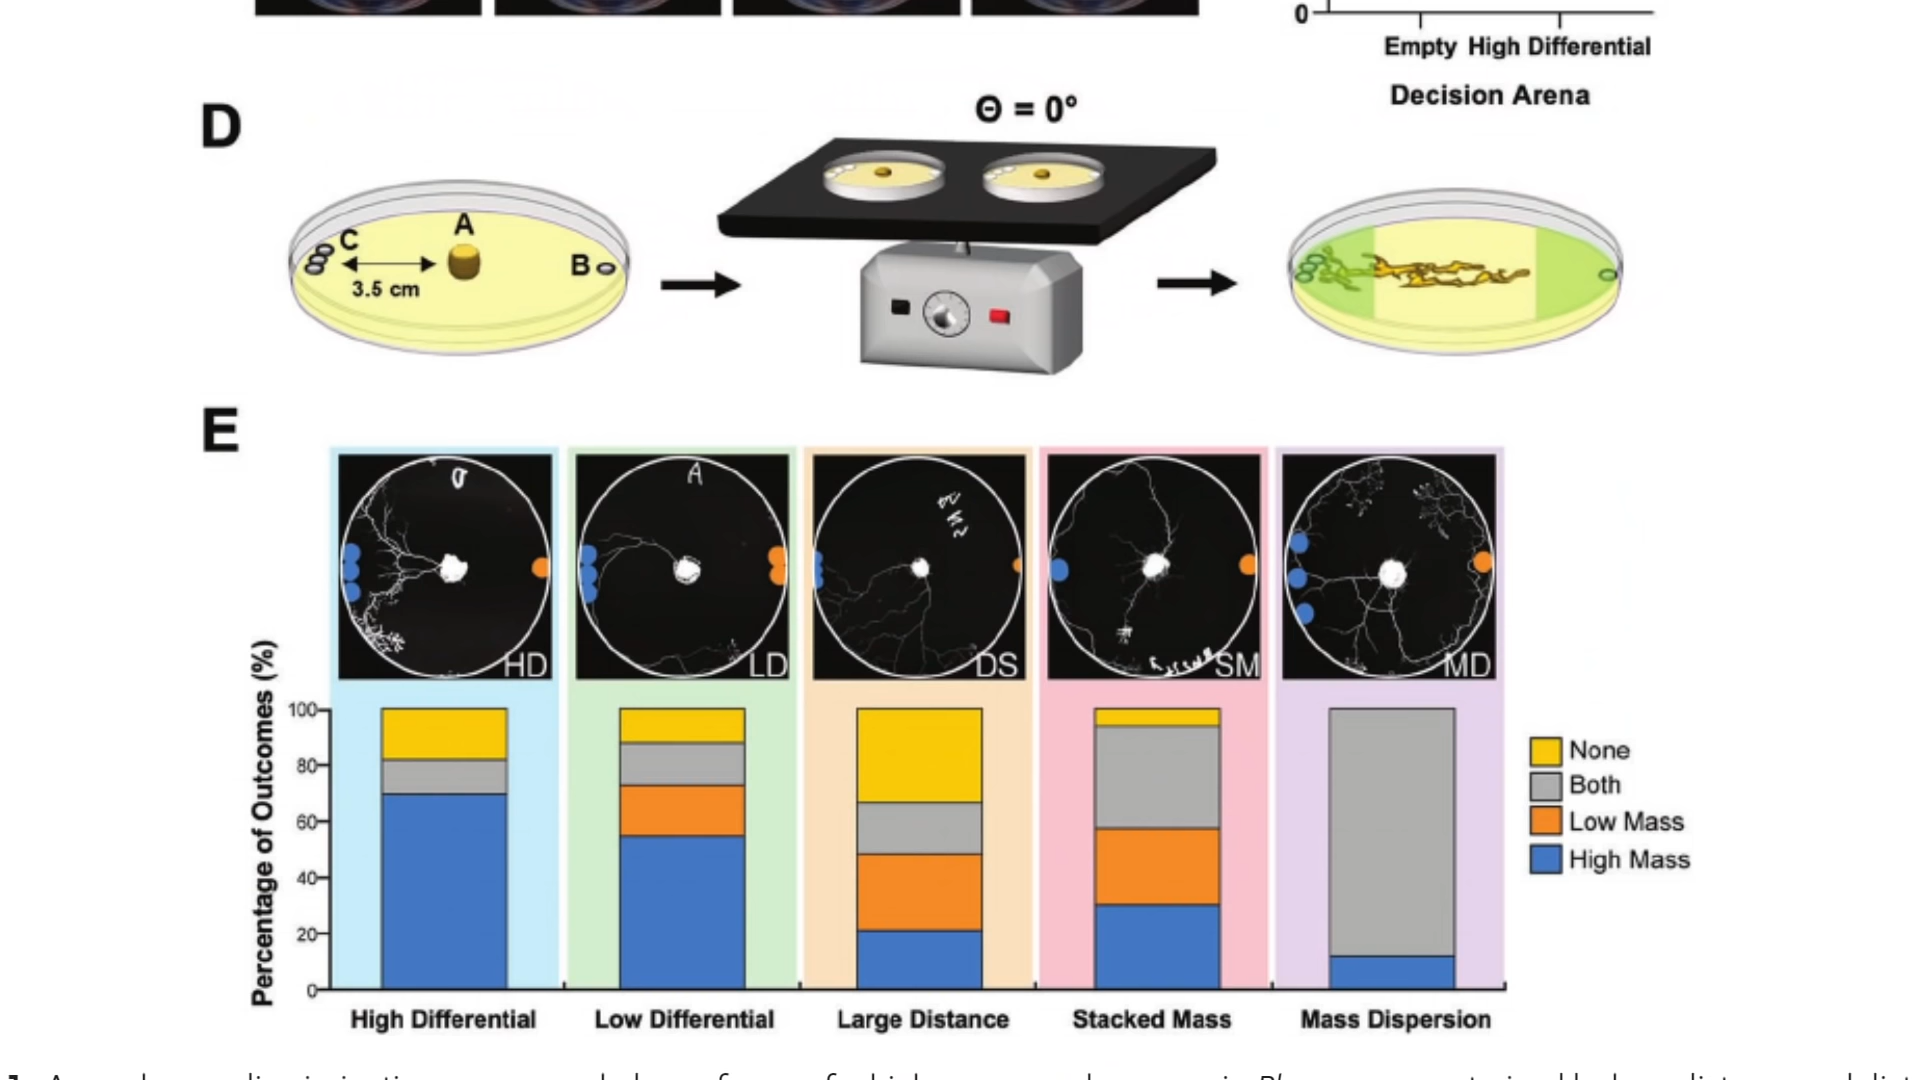 0
Empty High Differential
Decision Arena
D
Θ = 0°
A
C
B
3.5 cm
E
A
HD
LD
DS
SM
MD
Percentage of Outcomes (%)
100
80
60
40
20
0
None
Both
Low Mass
High Mass
High Differential
Low Differential
Large Distance
Stacked Mass
Mass Dispersion